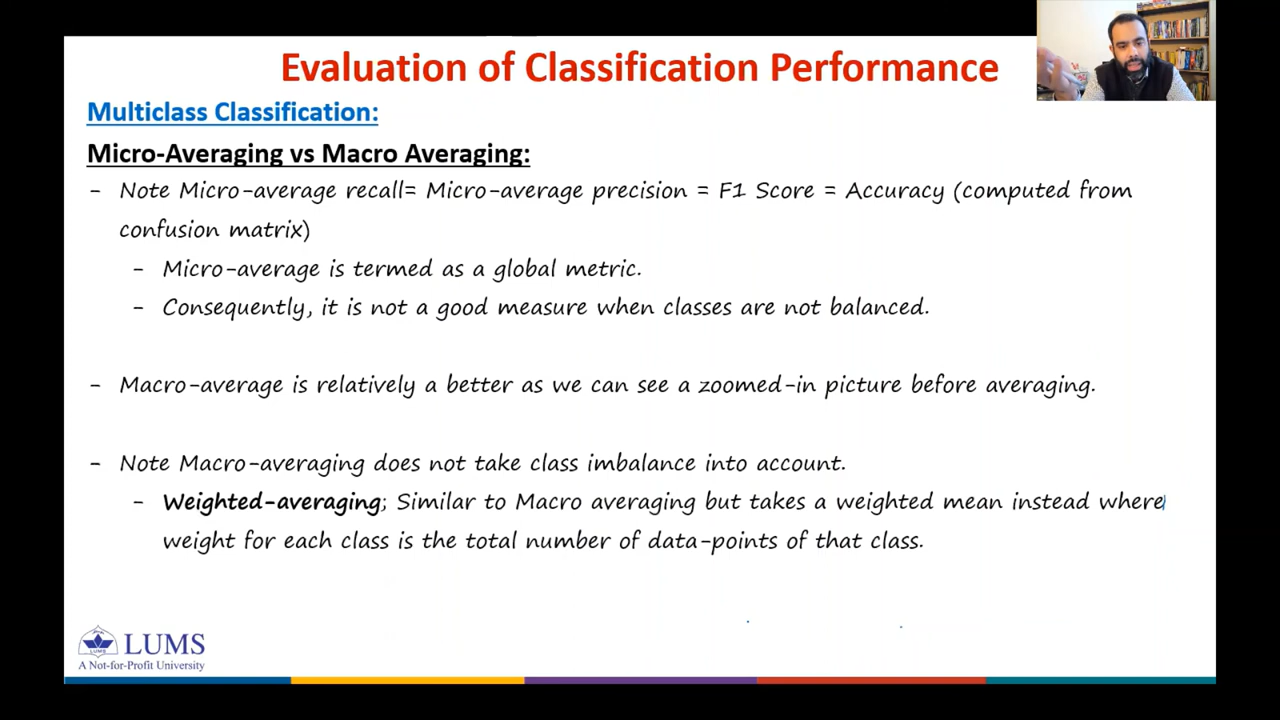 Evaluation of Classification Performance
Multiclass Classification:
Micro-Averaging vs Macro Averaging:
- Note Micro-average recall= Micro-average precision = F1 Score = Accuracy (computed from
confusion matrix)
- Micro-average is termed as a global metric.
- Consequently, it is not a good measure when classes are not balanced.
- Macro-average is relatively a better as we can see a zoomed-in picture before averaging.
- Note Macro-averaging does not take class imbalance into account.
- Weighted-averaging; Similar to Macro averaging but takes a weighted mean instead where
weight for each class is the total number of data-points of that class.
LUMS
A Not-for-Profit University